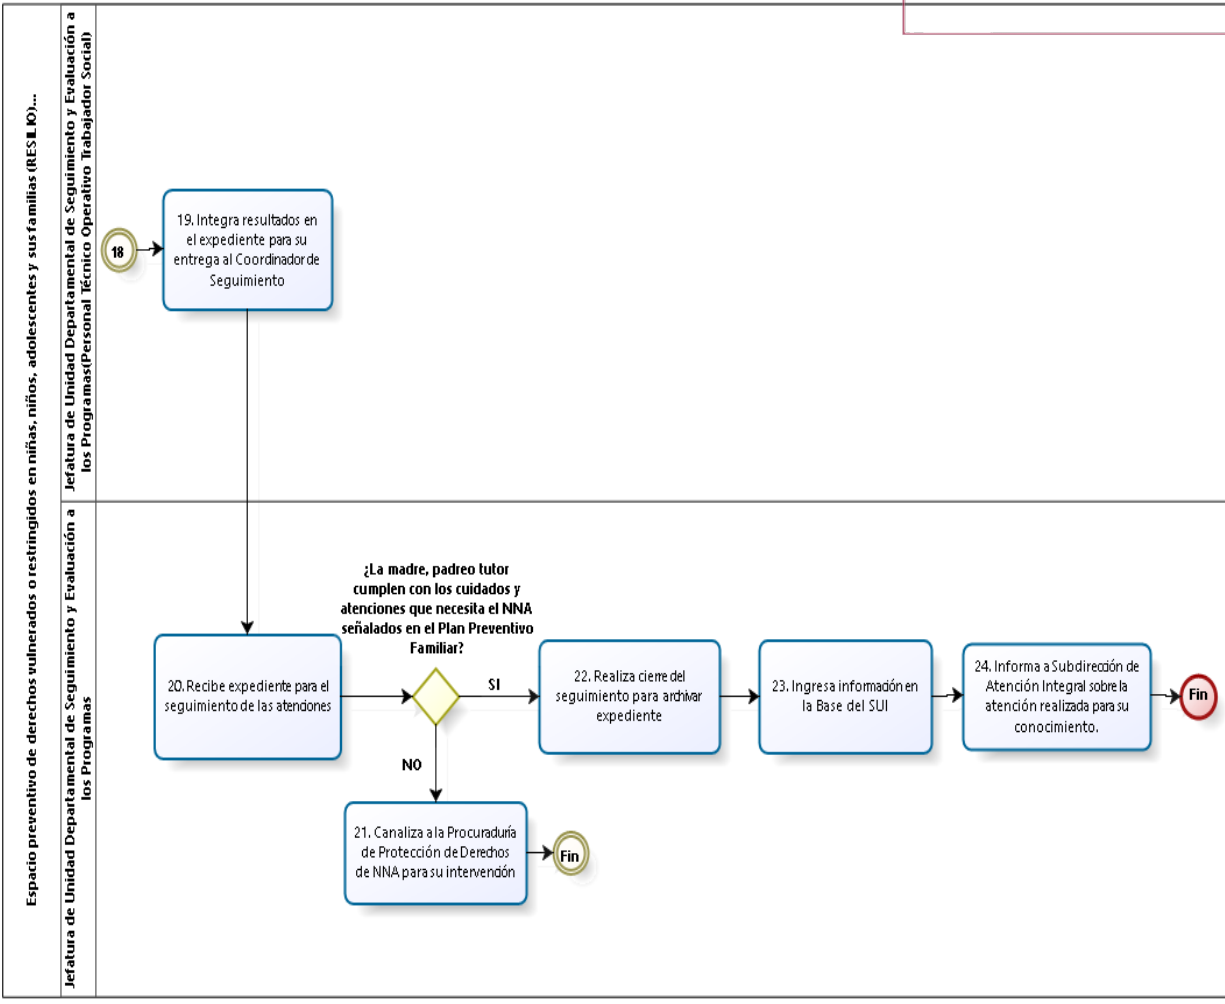 Espacio preventivo de derechos vulnerados o restringidos en niñas, niños, adolescentes y sus familias (RESILIO)...
Jefatura de Unidad Departamental de Seguimiento y Evaluación a
los Programas(Personal Técnico Operativo Trabajador Social)
18
19. Integra resultados en
el expediente para su
entrega al Coordinador de
Seguimiento
Jefatura de Unidad Departamental de Seguimiento y Evaluación a
los Programas
20. Recibe expediente para el
seguimiento de las atenciones
¿La madre, padreo tutor
cumplen con los cuidados y
atenciones que necesita el NNA
señalados en el Plan Preventivo
Familiar?
SI
22. Realiza cierre del
seguimiento para archivar
expediente
23. Ingresa información en
la Base del SUI
24. Informa a Subdirección de
Atención Integral sobre la
atención realizada para su
conocimiento.
Fin
NO
21. Canaliza a la Procuraduría
de Protección de Derechos
de NNA para su intervención
Fin